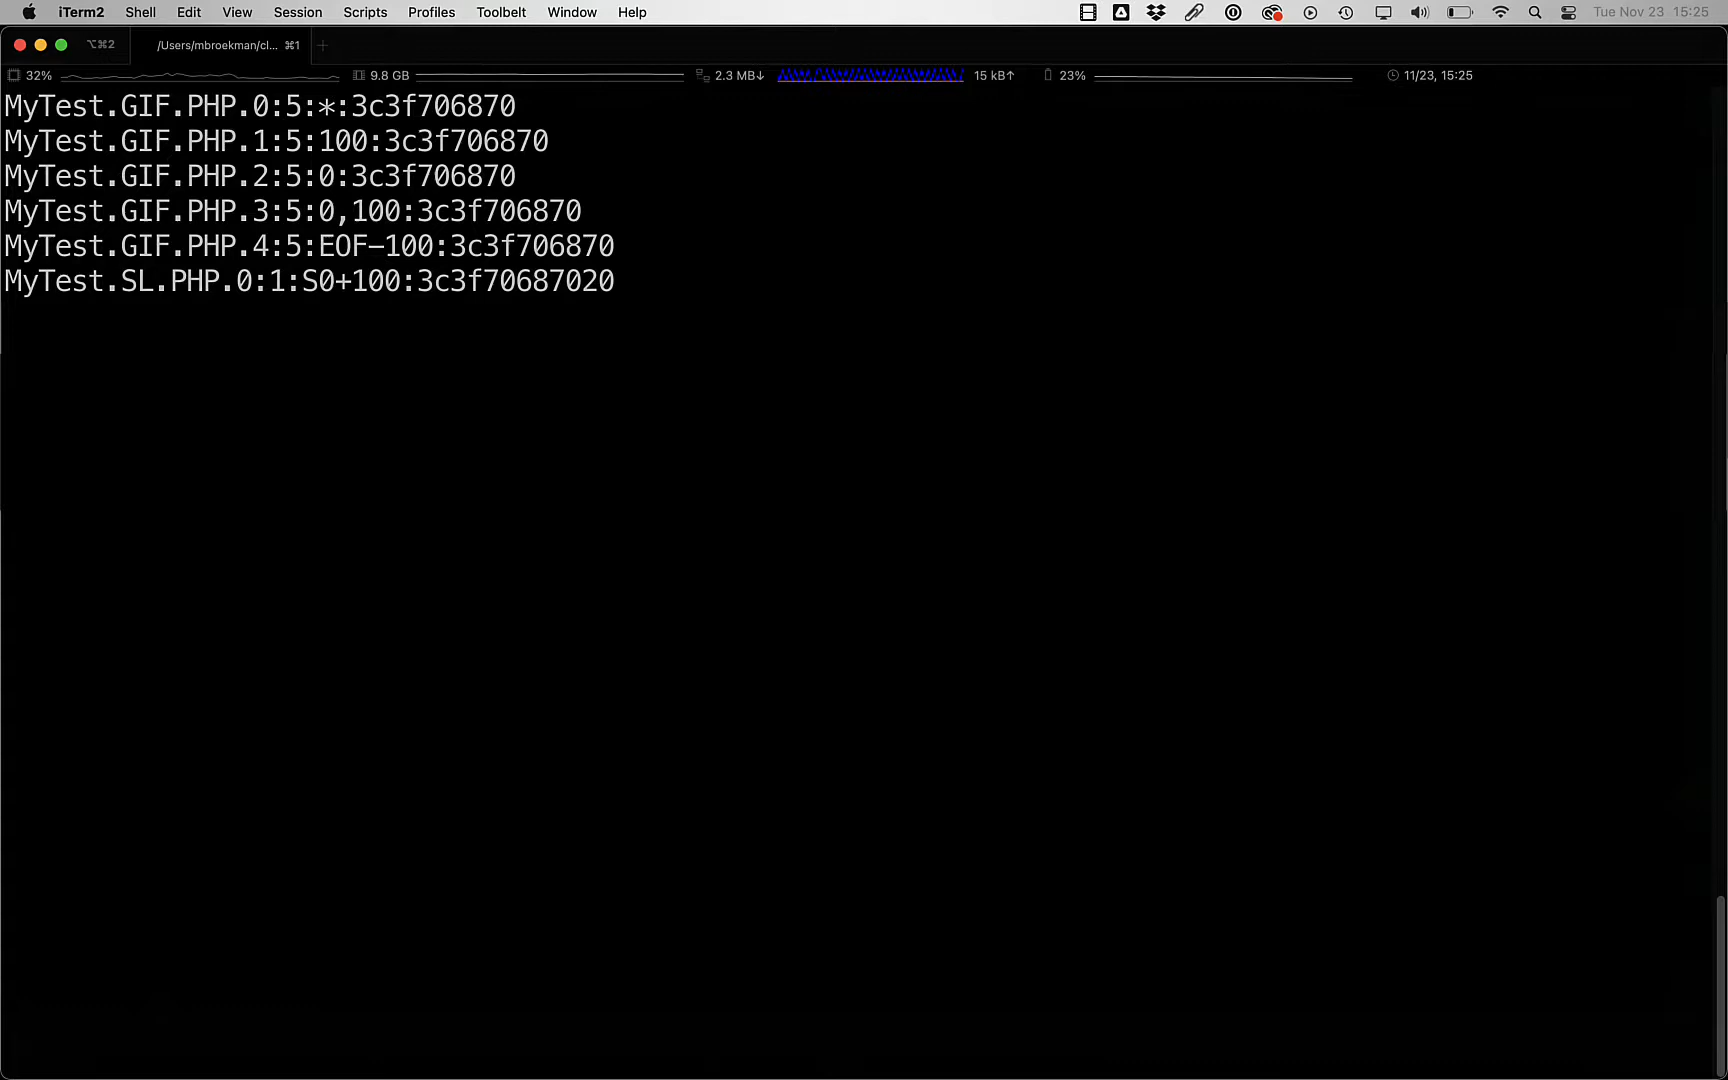 iTerm2 Shell Edit View Session Scripts Profiles Toolbelt Window Help Tue Nov 23 15:25
⌥⌘2 /Users/mbroekman/cl... ⌘1 +
32% 9.8 GB 2.3 MB↓ 15 kB↑ 23% 11/23, 15:25
MyTest.GIF.PHP.0:5:*:3c3f706870
MyTest.GIF.PHP.1:5:100:3c3f706870
MyTest.GIF.PHP.2:5:0:3c3f706870
MyTest.GIF.PHP.3:5:0,100:3c3f706870
MyTest.GIF.PHP.4:5:EOF-100:3c3f706870
MyTest.SL.PHP.0:1:S0+100:3c3f70687020